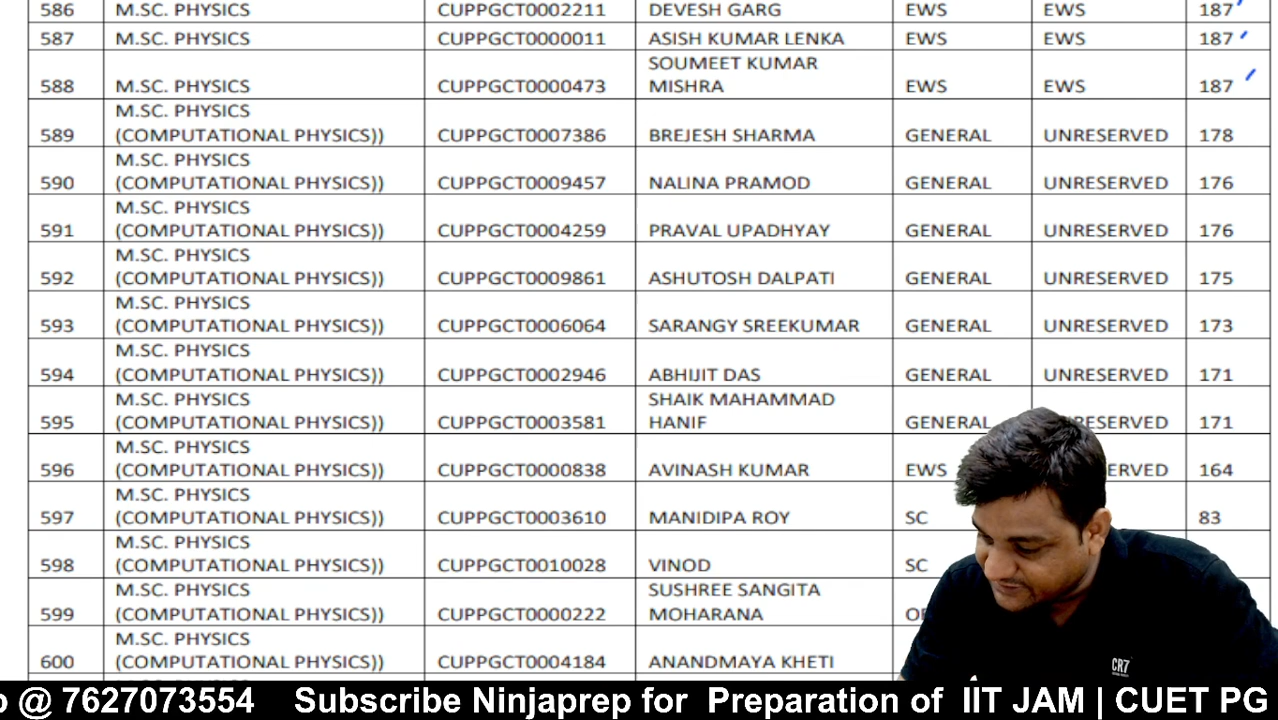 586 M.SC. PHYSICS CUPPGCT0002211 DEVESH GARG EWS EWS 187
587 M.SC. PHYSICS CUPPGCT0000011 ASISH KUMAR LENKA EWS EWS 187
SOUMEET KUMAR
588 M.SC. PHYSICS CUPPGCT0000473 MISHRA EWS EWS 187
M.SC. PHYSICS
589 (COMPUTATIONAL PHYSICS)) CUPPGCT0007386 BREJESH SHARMA GENERAL UNRESERVED 178
M.SC. PHYSICS
590 (COMPUTATIONAL PHYSICS)) CUPPGCT0009457 NALINA PRAMOD GENERAL UNRESERVED 176
M.SC. PHYSICS
591 (COMPUTATIONAL PHYSICS)) CUPPGCT0004259 PRAVAL UPADHYAY GENERAL UNRESERVED 176
M.SC. PHYSICS
592 (COMPUTATIONAL PHYSICS)) CUPPGCT0009861 ASHUTOSH DALPATI GENERAL UNRESERVED 175
M.SC. PHYSICS
593 (COMPUTATIONAL PHYSICS)) CUPPGCT0006064 SARANGY SREEKUMAR GENERAL UNRESERVED 173
M.SC. PHYSICS
594 (COMPUTATIONAL PHYSICS)) CUPPGCT0002946 ABHIJIT DAS GENERAL UNRESERVED 171
M.SC. PHYSICS SHAIK MAHAMMAD
595 (COMPUTATIONAL PHYSICS)) CUPPGCT0003581 HANIF GENERAL RESERVED 171
M.SC. PHYSICS
596 (COMPUTATIONAL PHYSICS)) CUPPGCT0000838 AVINASH KUMAR EWS ERVED 164
M.SC. PHYSICS
597 (COMPUTATIONAL PHYSICS)) CUPPGCT0003610 MANIDIPA ROY SC 83
M.SC. PHYSICS
598 (COMPUTATIONAL PHYSICS)) CUPPGCT0010028 VINOD SC
M.SC. PHYSICS SUSHREE SANGITA
599 (COMPUTATIONAL PHYSICS)) CUPPGCT0000222 MOHARANA
M.SC. PHYSICS
600 (COMPUTATIONAL PHYSICS)) CUPPGCT0004184 ANANDMAYA KHETI
CR7
p @ 7627073554 Subscribe Ninjaprep for Preparation of IIT JAM | CUET PG